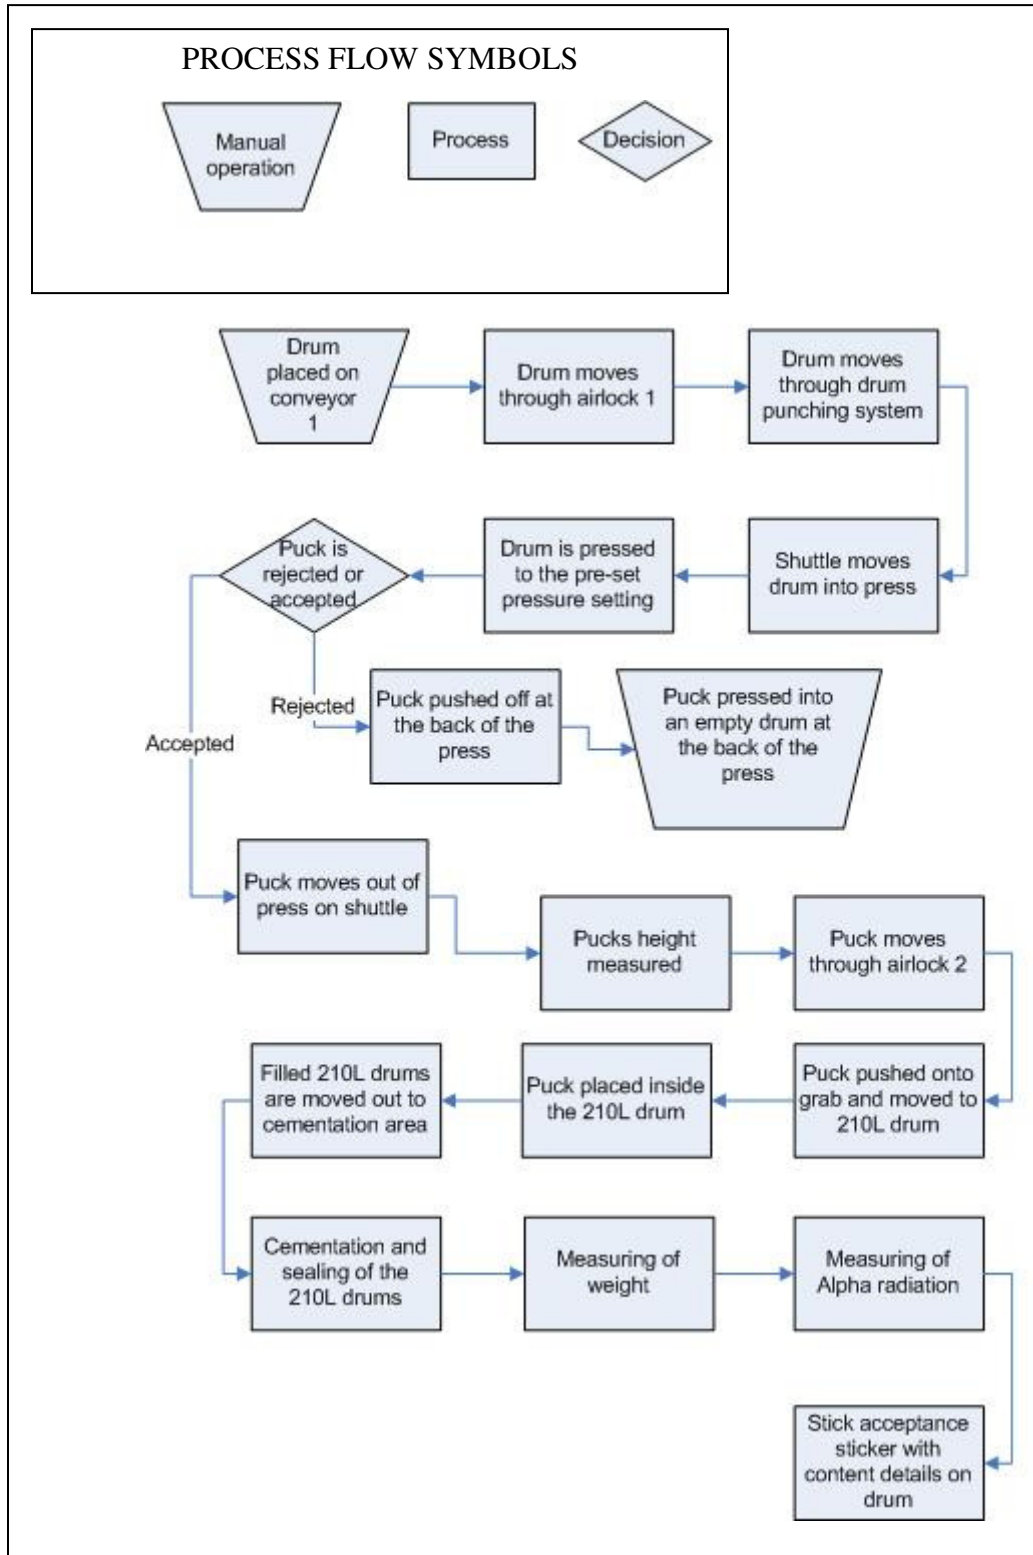 PROCESS FLOW SYMBOLS
Manual
operation
Process
Decision
Drum
placed on
conveyor
1
Drum moves
through airlock 1
Drum moves
through drum
punching system
Shuttle moves
drum into press
Drum is pressed
to the pre-set
pressure setting
Puck is
rejected or
accepted
Rejected
Accepted
Puck pushed off at
the back of the
press
Puck pressed into
an empty drum at
the back of the
press
Puck moves out of
press on shuttle
Pucks height
measured
Puck moves
through airlock 2
Puck pushed onto
grab and moved to
210L drum
Puck placed inside
the 210L drum
Filled 210L drums
are moved out to
cementation area
Cementation and
sealing of the
210L drums
Measuring of
weight
Measuring of
Alpha radiation
Stick acceptance
sticker with
content details on
drum